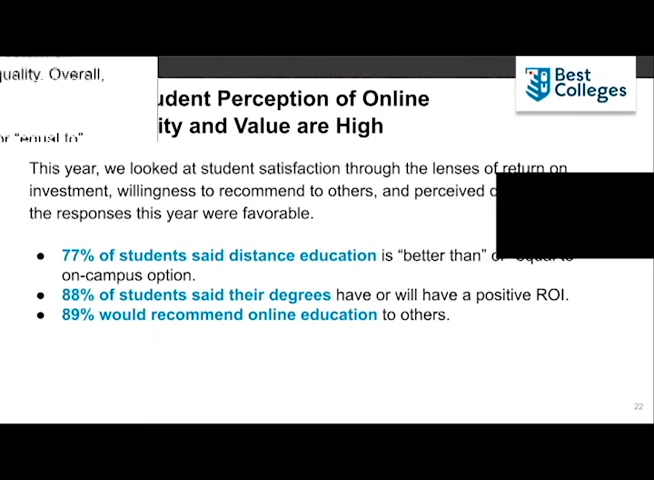 quality. Overall,
or "equal to"
Best
Colleges
udent Perception of Online
ity and Value are High
This year, we looked at student satisfaction through the lenses of return on
investment, willingness to recommend to others, and perceived
the responses this year were favorable.
● 77% of students said distance education is “better than” or “equal to
on-campus option.
● 88% of students said their degrees have or will have a positive ROI.
● 89% would recommend online education to others.
22